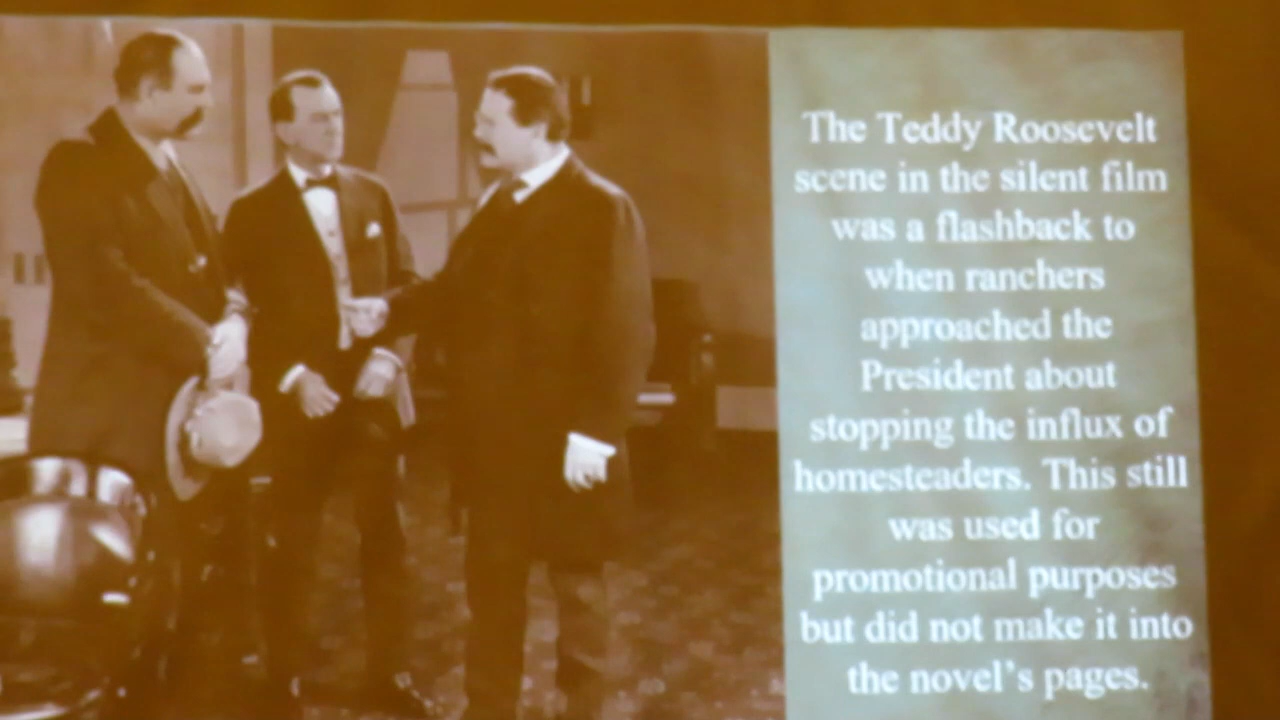 The Teddy Roosevelt
scene in the silent film
was a flashback to
when ranchers
approached the
President about
stopping the influx of
homesteaders. This still
was used for
promotional purposes
but did not make it into
the novel's pages.